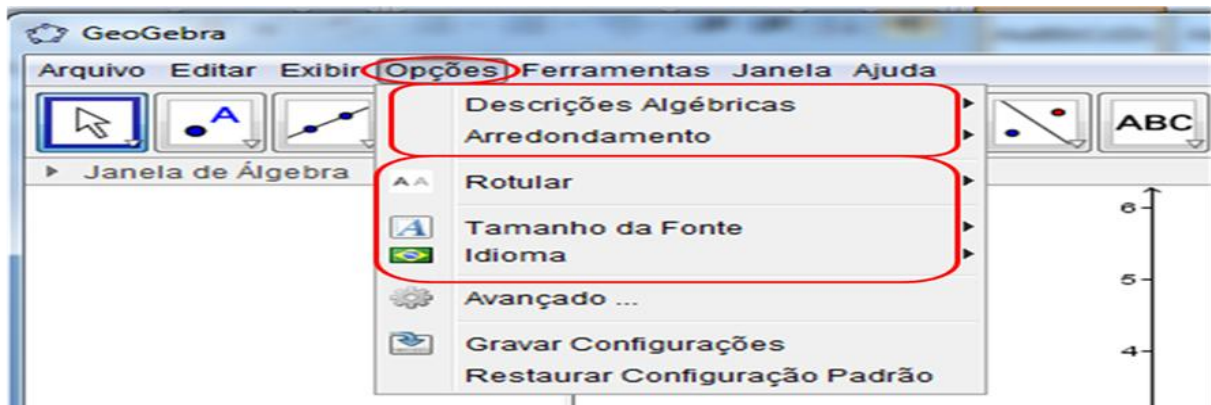 GeoGebra
Arquivo Editar Exibir Opções Ferramentas Janela Ajuda
A
ABC
Janela de Álgebra
Descrições Algébricas
Arredondamento
AA Rotular
A Tamanho da Fonte
Idioma
Avançado ...
Gravar Configurações
Restaurar Configuração Padrão
6
5
4